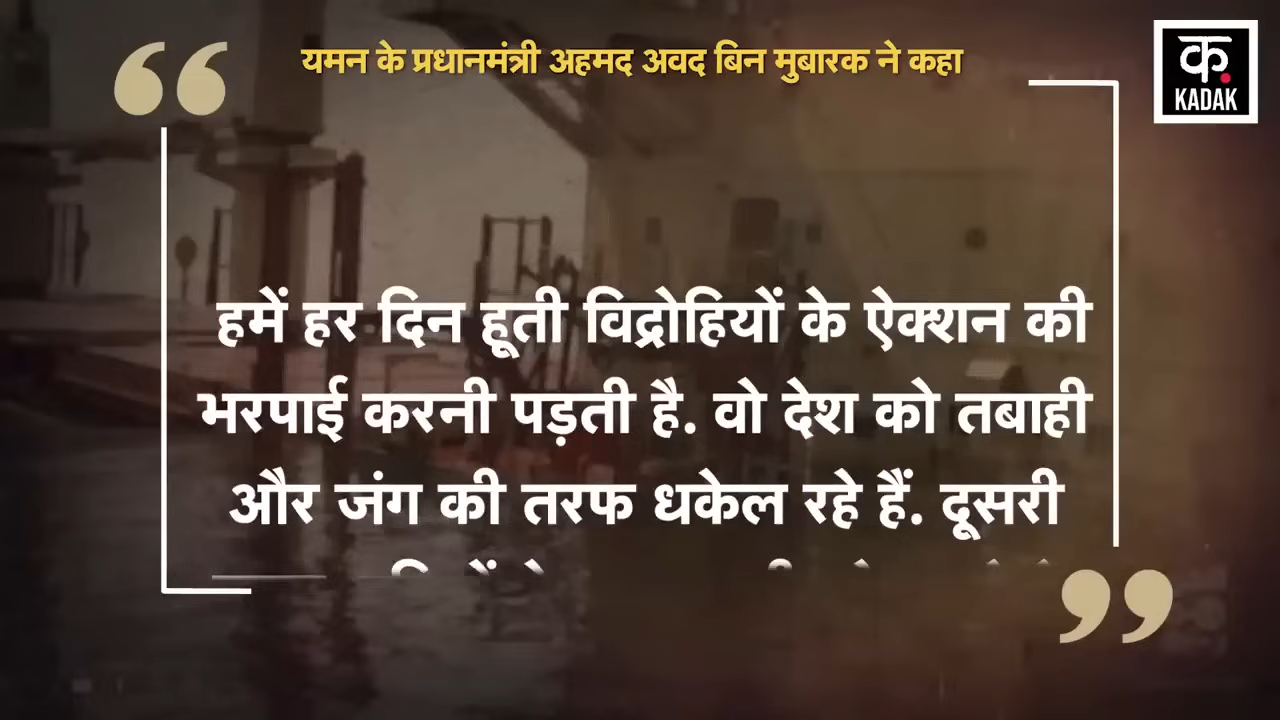 यमन के प्रधानमंत्री अहमद अवद बिन मुबारक ने कहा
क
KADAK
हमें हर दिन हूती विद्रोहियों के ऐक्शन की
भरपाई करनी पड़ती है. वो देश को तबाही
और जंग की तरफ धकेल रहे हैं. दूसरी